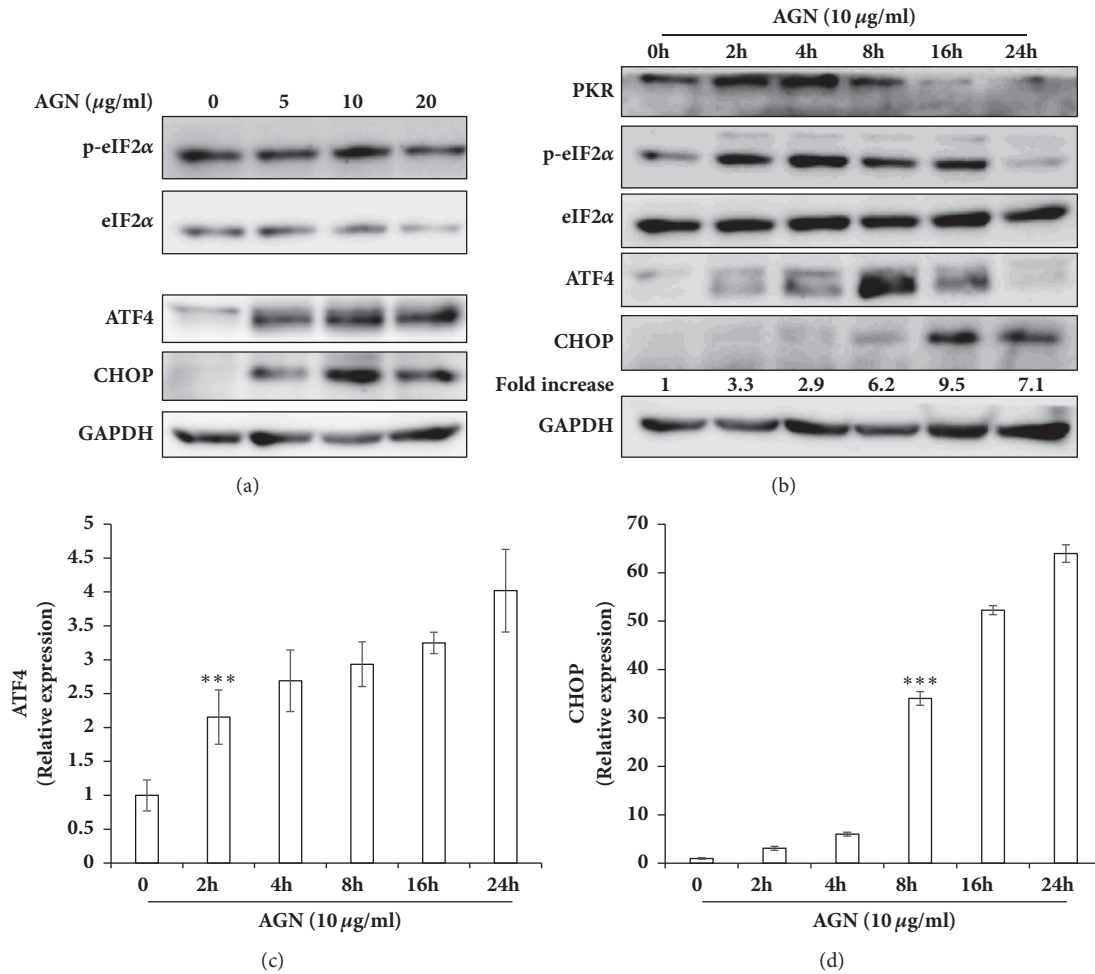 AGN (μg/ml) 0 5 10 20
p-eIF2α
eIF2α
ATF4
CHOP
GAPDH
(a)
AGN (10 μg/ml)
0h 2h 4h 8h 16h 24h
PKR
p-eIF2α
eIF2α
ATF4
CHOP
Fold increase 1 3.3 2.9 6.2 9.5 7.1
GAPDH
(b)
ATF4
(Relative expression)
5
4.5
4
3.5
3
2.5
2
1.5
1
0.5
0
***
0 2h 4h 8h 16h 24h
AGN (10 μg/ml)
(c)
CHOP
(Relative expression)
70
60
50
40
30
20
10
0
***
0 2h 4h 8h 16h 24h
AGN (10 μg/ml)
(d)